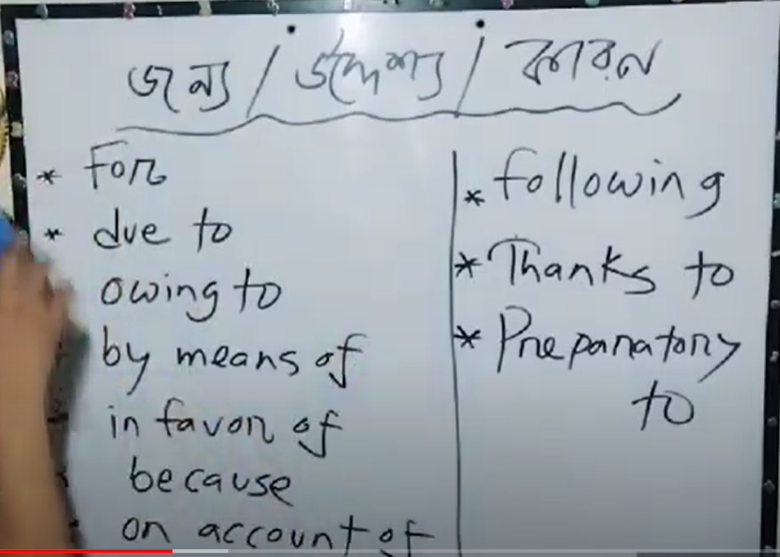 জন্য / উদ্দেশ্য / কারন
* For
* due to
owing to
by means of
in favor of
because
on account of
* following
* Thanks to
* Preparatory
to